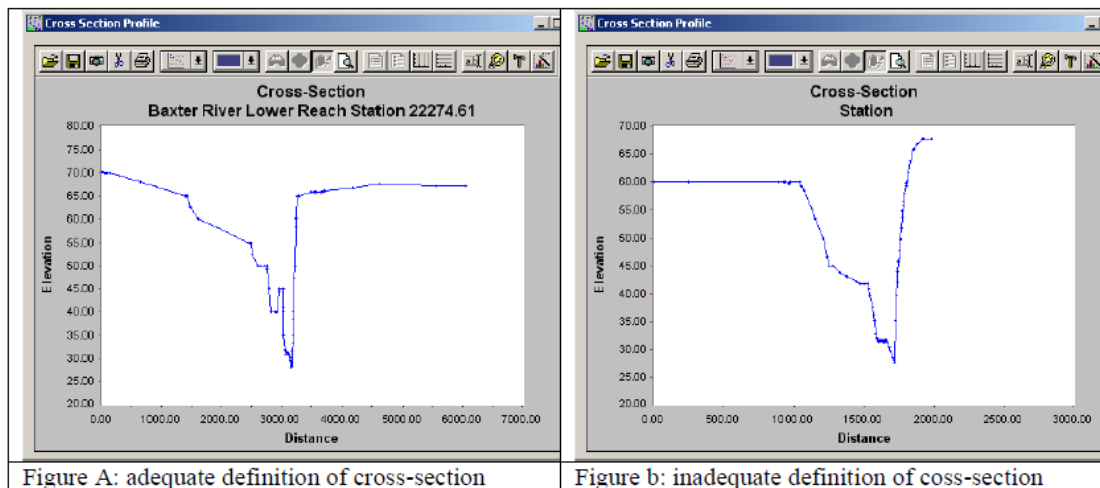 Cross Section Profile
Cross-Section
Baxter River Lower Reach Station 22274.61
80.00
75.00
70.00
65.00
60.00
55.00
50.00
45.00
40.00
35.00
30.00
25.00
20.00
Elevation
0.00 1000.00 2000.00 3000.00 4000.00 5000.00 6000.00 7000.00
Distance
Figure A: adequate definition of cross-section
Cross Section Profile
Cross-Section
Station
70.00
65.00
60.00
55.00
50.00
45.00
40.00
35.00
30.00
25.00
20.00
Elevation
0.00 500.00 1000.00 1500.00 2000.00 2500.00 3000.00
Distance
Figure b: inadequate definition of coss-section